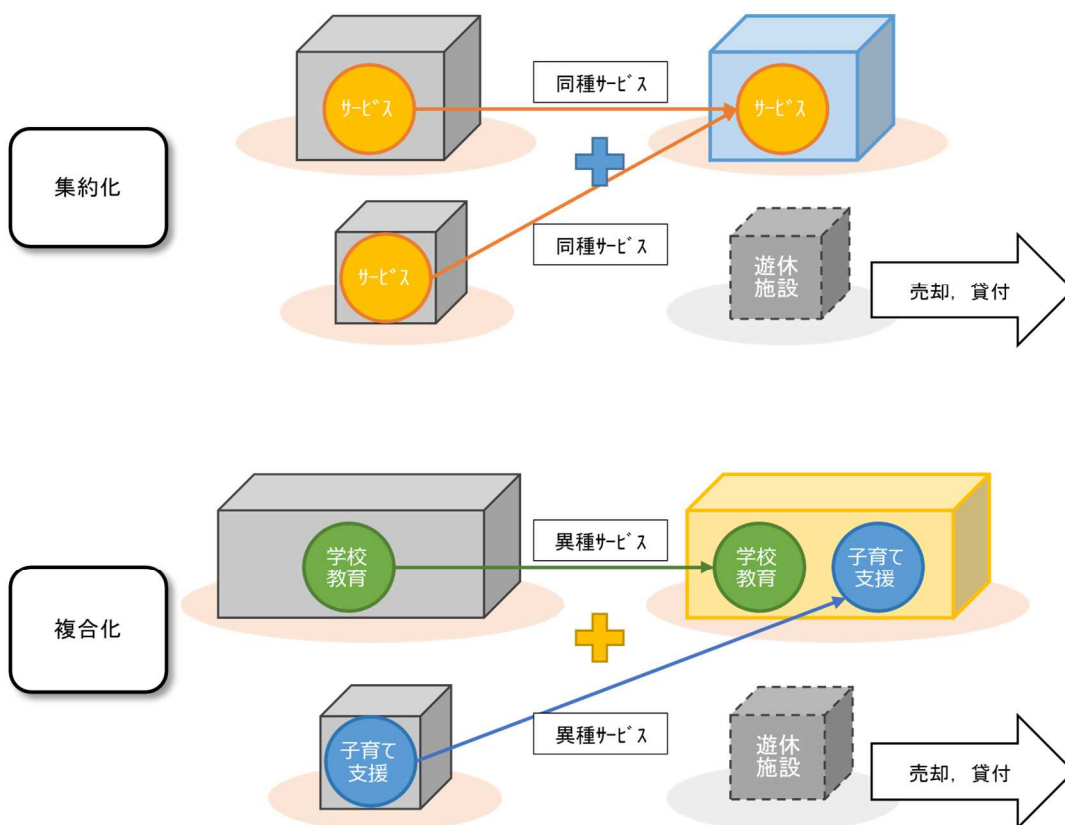 集約化
サービス
同種サービス
サービス
サービス
同種サービス
遊休
施設
売却，貸付
複合化
学校
教育
異種サービス
学校
教育
子育て
支援
子育て
支援
異種サービス
遊休
施設
売却，貸付